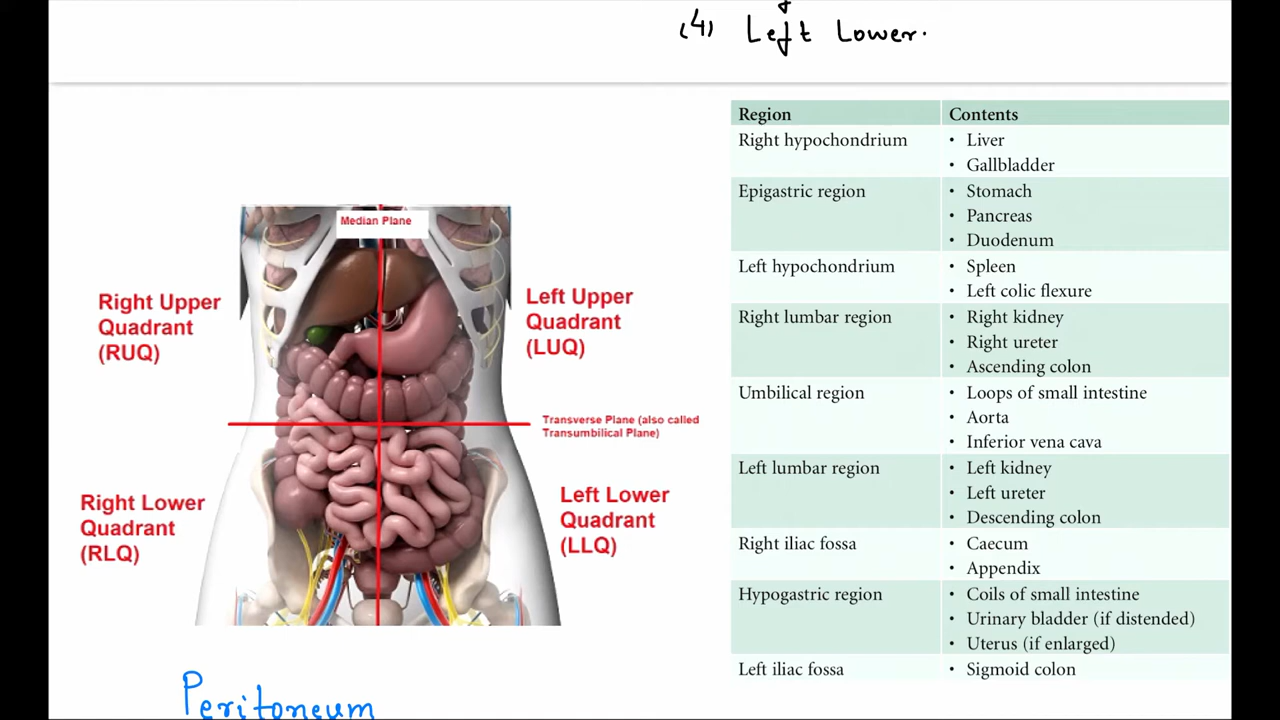 (4) Left Lower.
Region Contents
Right hypochondrium • Liver
• Gallbladder
Epigastric region • Stomach
• Pancreas
• Duodenum
Left hypochondrium • Spleen
• Left colic flexure
Right lumbar region • Right kidney
• Right ureter
• Ascending colon
Umbilical region • Loops of small intestine
• Aorta
• Inferior vena cava
Left lumbar region • Left kidney
• Left ureter
• Descending colon
Right iliac fossa • Caecum
• Appendix
Hypogastric region • Coils of small intestine
• Urinary bladder (if distended)
• Uterus (if enlarged)
Left iliac fossa • Sigmoid colon
Median Plane
Right Upper
Quadrant
(RUQ)
Left Upper
Quadrant
(LUQ)
Transverse Plane (also called
Transumbilical Plane)
Right Lower
Quadrant
(RLQ)
Left Lower
Quadrant
(LLQ)
Peritoneum